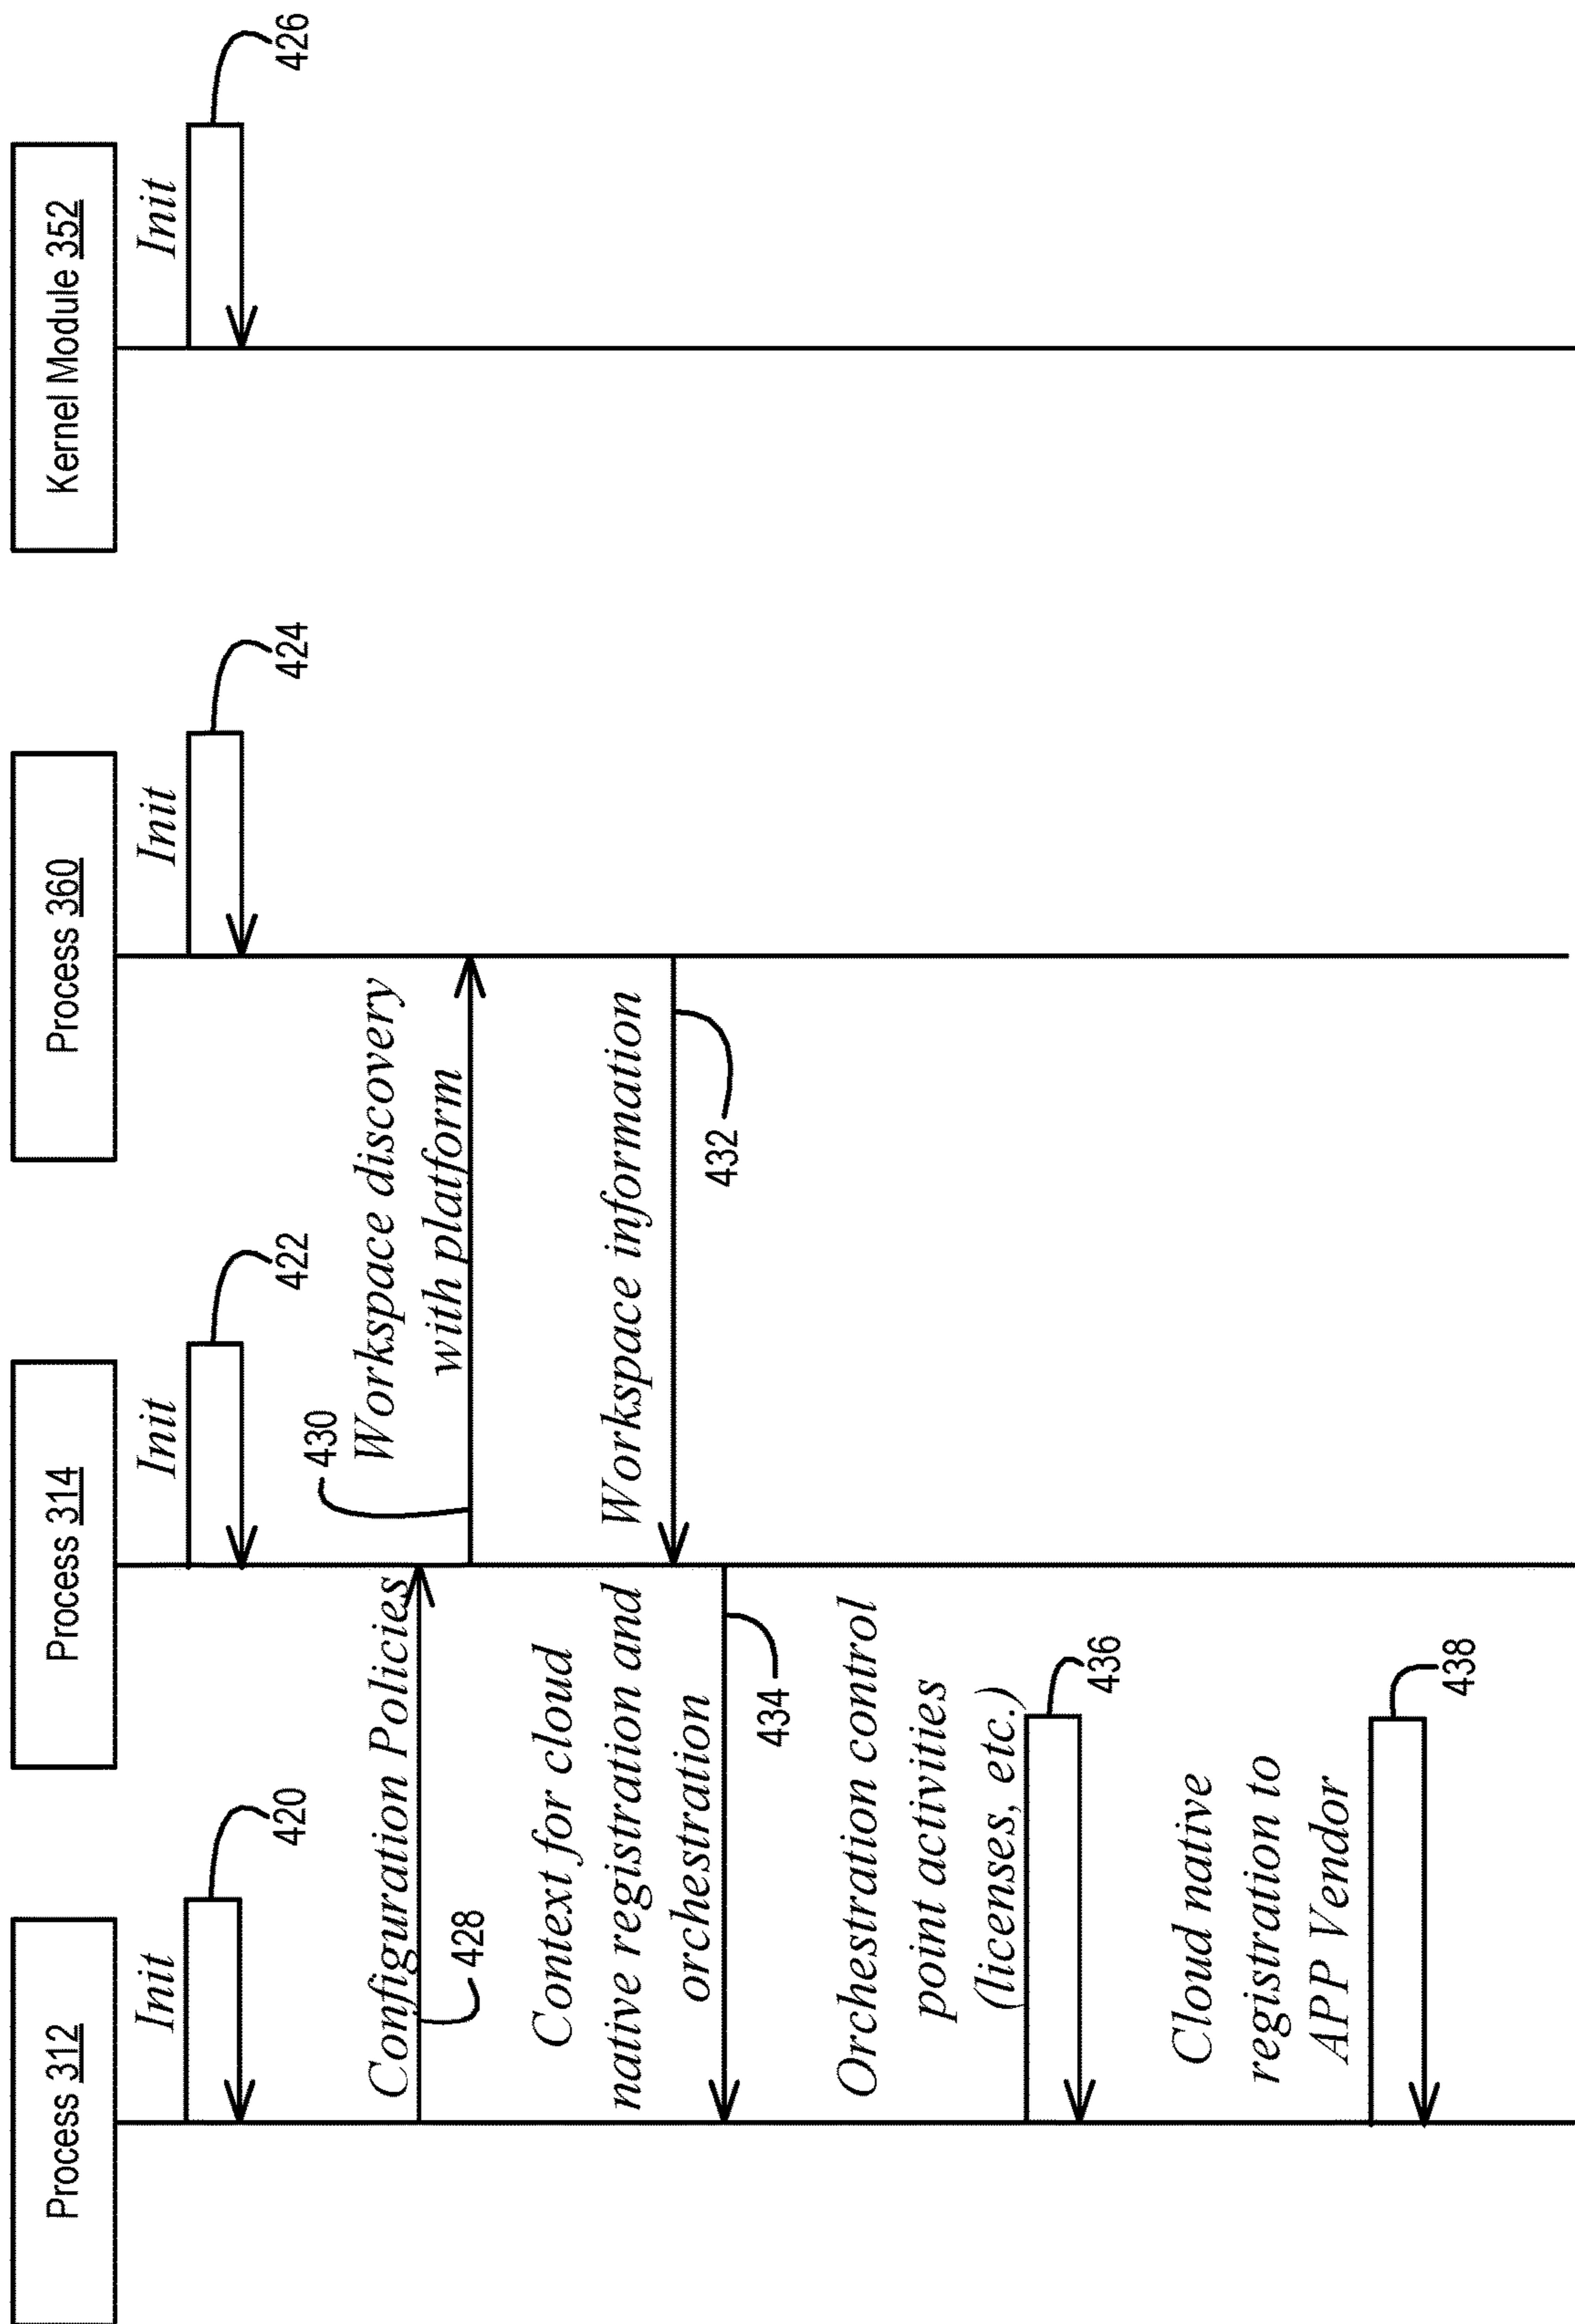 Process 312
Process 314
Process 360
Kernel Module 352
Init
420
Init
422
Init
424
Init
426
Configuration Policies
428
430
Workspace discovery
with platform
Workspace information
432
Context for cloud
native registration and
orchestration
434
Orchestration control
point activities
(licenses, etc.)
436
Cloud native
registration to
APP Vendor
438